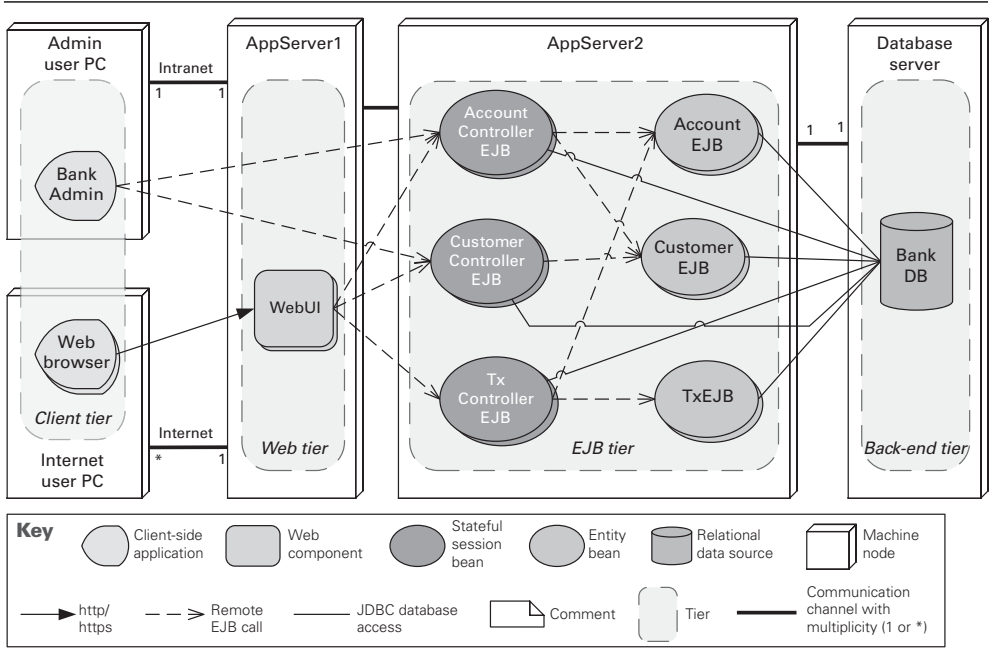 Admin
user PC
AppServer1
AppServer2
Database
server
Intranet
1
1
1
1
Bank
Admin
Account
Controller
EJB
Account
EJB
Customer
Controller
EJB
Customer
EJB
Bank
DB
WebUI
Web
browser
Tx
Controller
EJB
TxEJB
Client tier
Internet
*
1
Web tier
EJB tier
Back-end tier
Internet
user PC
Key
Client-side
application
Web
component
Stateful
session
bean
Entity
bean
Relational
data source
Machine
node
http/
https
Remote
EJB call
JDBC database
access
Comment
Tier
Communication
channel with
multiplicity (1 or *)